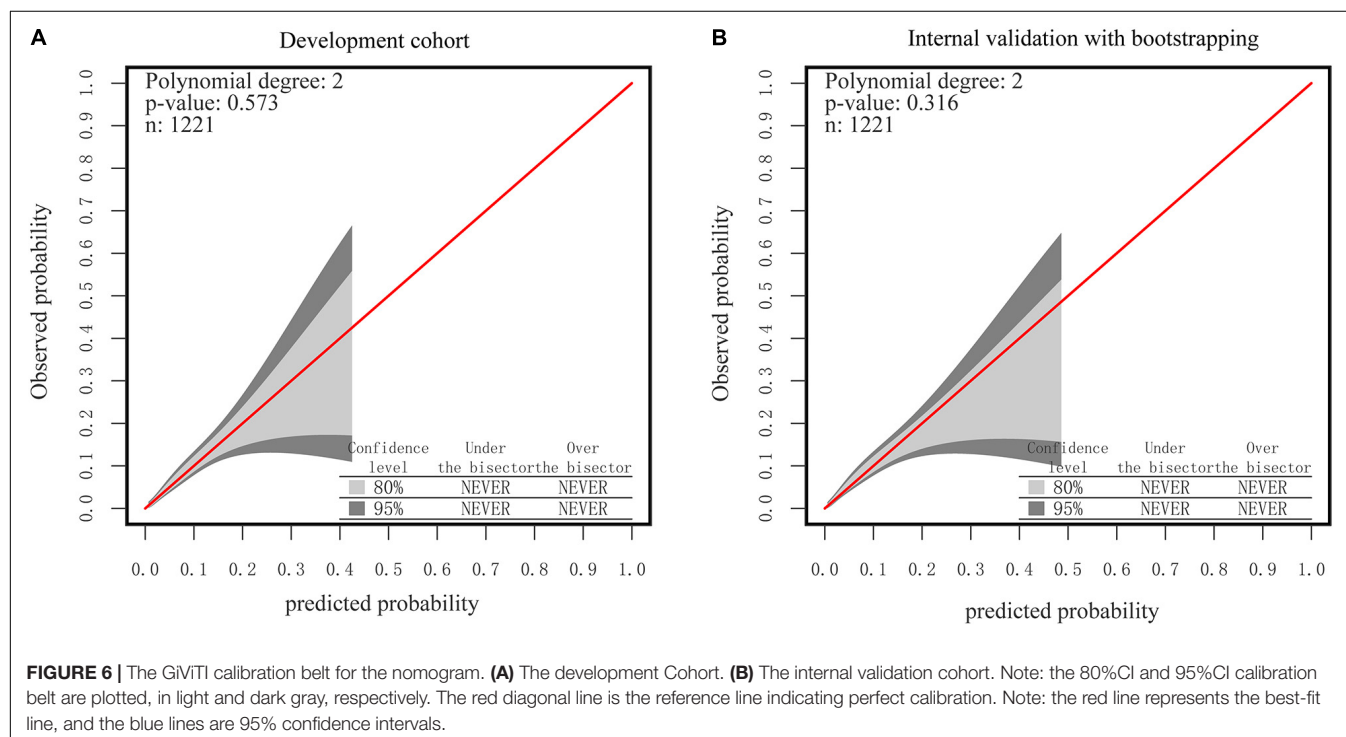 A
Development cohort
Polynomial degree: 2
p-value: 0.573
n: 1221
Observed probability
0.0 0.1 0.2 0.3 0.4 0.5 0.6 0.7 0.8 0.9 1.0
Confidence level Under the bisector Over the bisector
80% NEVER NEVER
95% NEVER NEVER
0.0 0.1 0.2 0.3 0.4 0.5 0.6 0.7 0.8 0.9 1.0
predicted probability
B
Internal validation with bootstrapping
Polynomial degree: 2
p-value: 0.316
n: 1221
Observed probability
0.0 0.1 0.2 0.3 0.4 0.5 0.6 0.7 0.8 0.9 1.0
Confidence level Under the bisector Over the bisector
80% NEVER NEVER
95% NEVER NEVER
0.0 0.1 0.2 0.3 0.4 0.5 0.6 0.7 0.8 0.9 1.0
predicted probability
FIGURE 6 | The GiViTI calibration belt for the nomogram. (A) The development Cohort. (B) The internal validation cohort. Note: the 80%CI and 95%CI calibration
belt are plotted, in light and dark gray, respectively. The red diagonal line is the reference line indicating perfect calibration. Note: the red line represents the best-fit
line, and the blue lines are 95% confidence intervals.